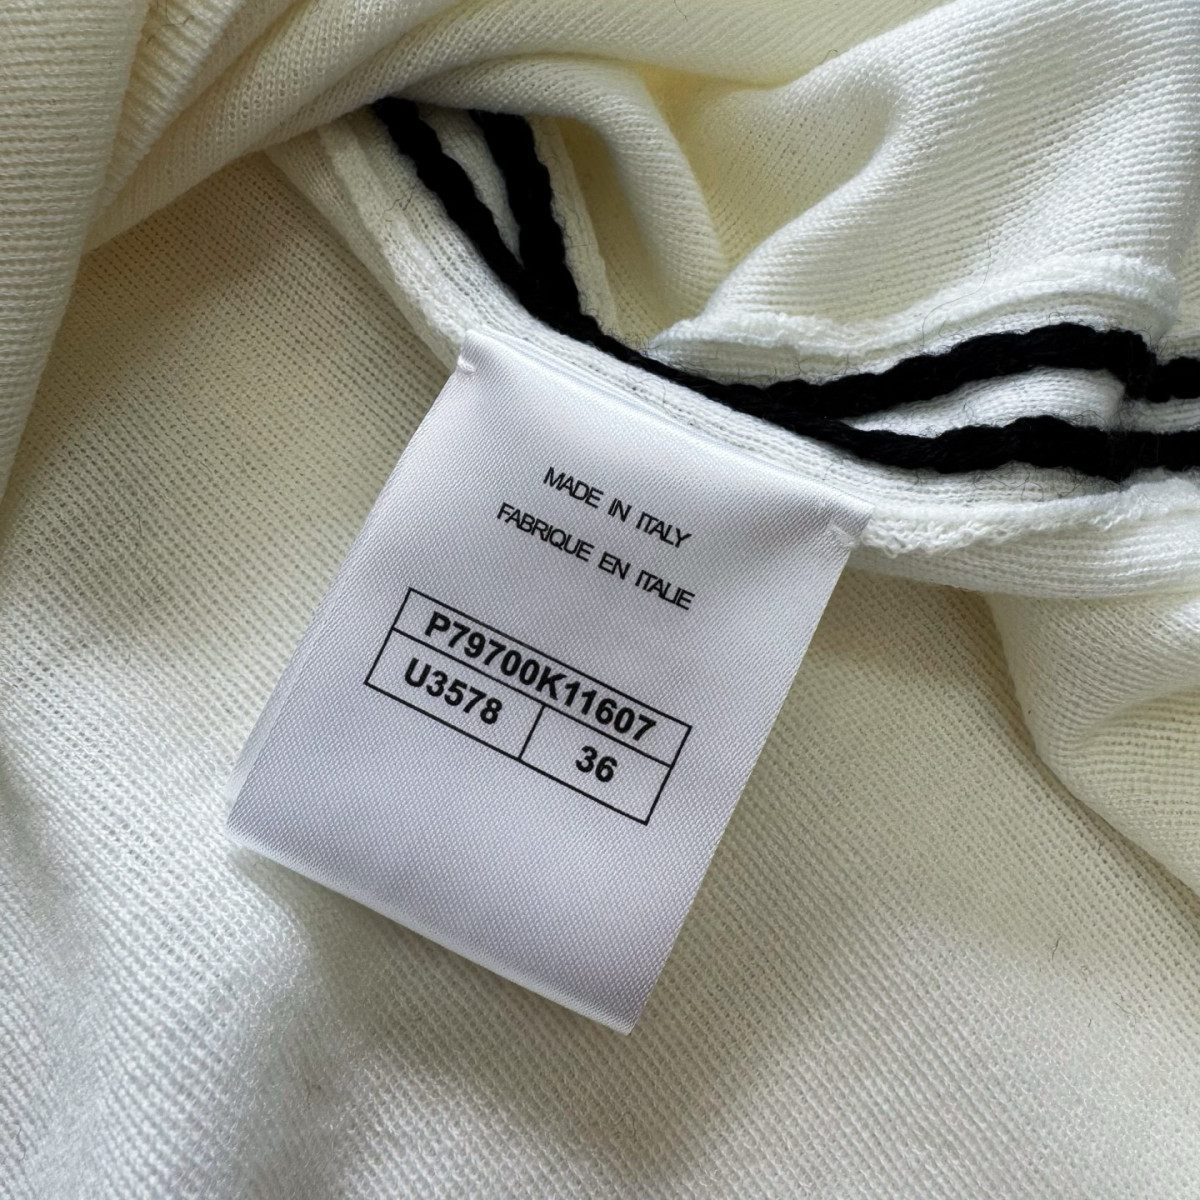 MADE IN ITALY
FABRIQUE EN ITALIE
P79700K11607
U3578 36